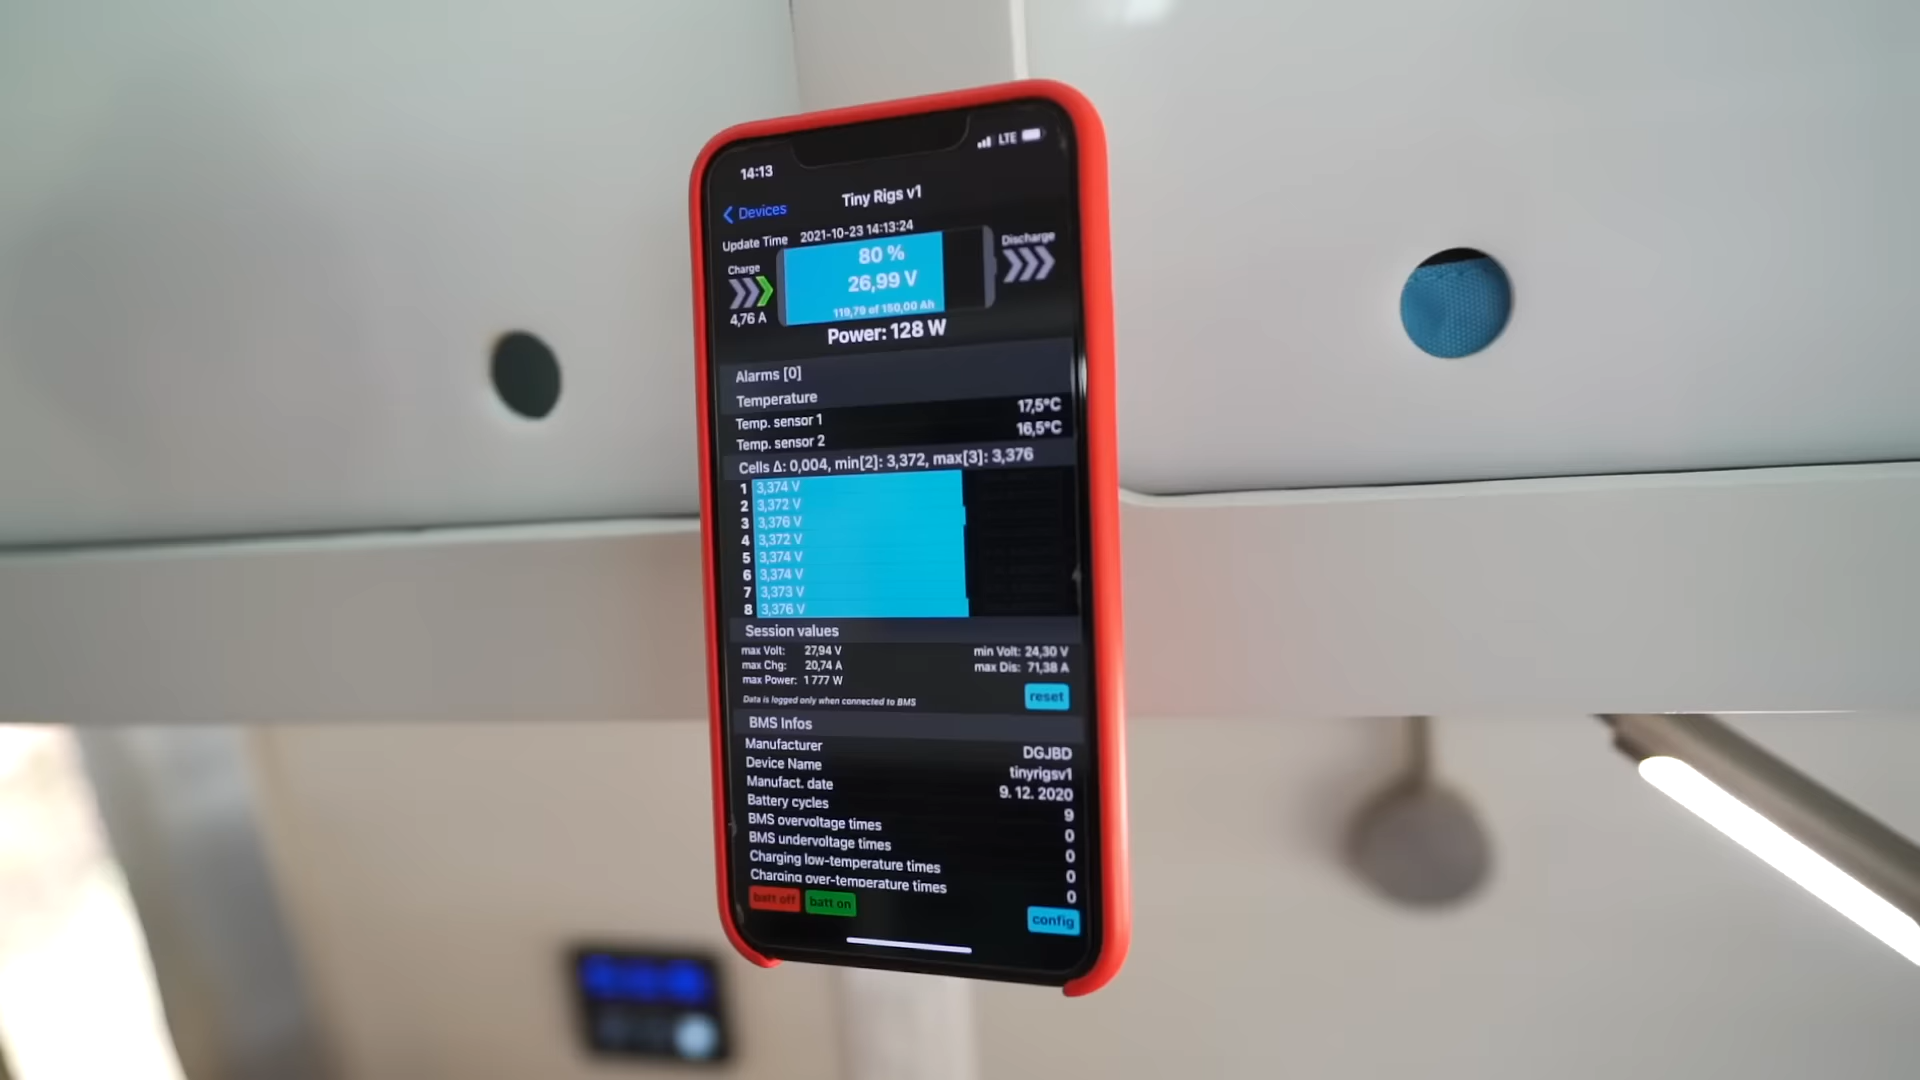 14:13
LTE
Devices
Tiny Rigs v1
Update Time 2021-10-23 14:13:24
Charge
Discharge
80 %
26,99 V
119,79 of 150,00 Ah
4,76 A
Power: 128 W
Alarms [0]
Temperature
Temp. sensor 1 17,5°C
Temp. sensor 2 16,5°C
Cells Δ: 0,004, min[2]: 3,372, max[3]: 3,376
1 3,374 V
2 3,372 V
3 3,376 V
4 3,372 V
5 3,374 V
6 3,374 V
7 3,373 V
8 3,376 V
Session values
max Volt: 27,94 V min Volt: 24,30 V
max Chg: 20,74 A max Dis: 71,38 A
max Power: 1 777 W
reset
Data is logged only when connected to BMS
BMS Infos
Manufacturer DGJBD
Device Name tinyrigsv1
Manufact. date 9. 12. 2020
Battery cycles 9
BMS overvoltage times 0
BMS undervoltage times 0
Charging low-temperature times 0
Charging over-temperature times 0
batt off batt on config